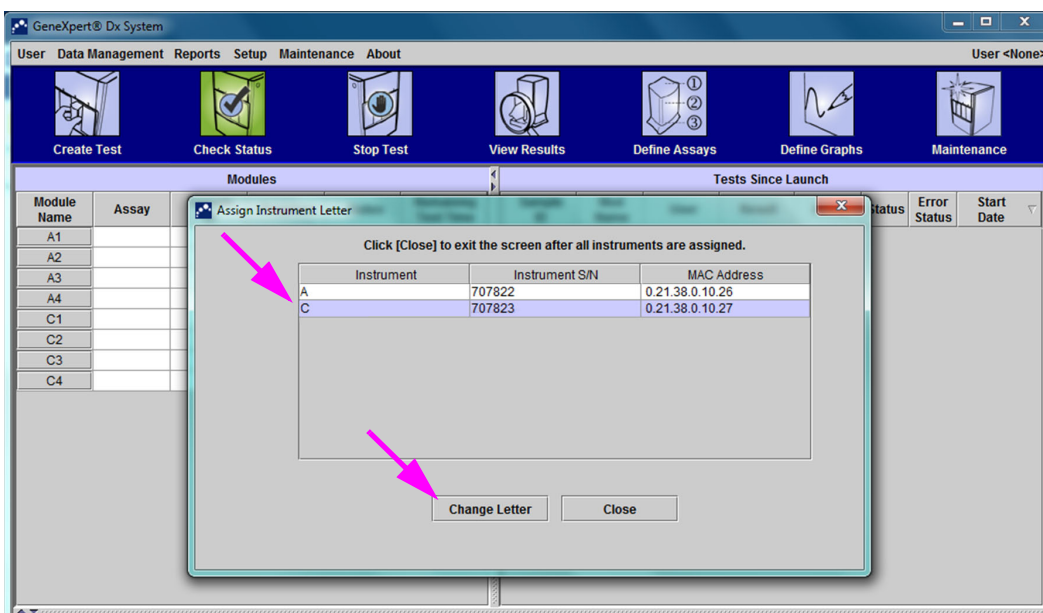 GeneXpert® Dx System
User Data Management Reports Setup Maintenance About User <None>
Create Test Check Status Stop Test View Results Define Assays Define Graphs Maintenance
① ② ③
Modules Tests Since Launch
Module Name Assay Status Error Status Start Date
A1
A2
A3
A4
C1
C2
C3
C4
Assign Instrument Letter
Click [Close] to exit the screen after all instruments are assigned.
Instrument Instrument S/N MAC Address
A 707822 0.21.38.0.10.26
C 707823 0.21.38.0.10.27
Change Letter Close